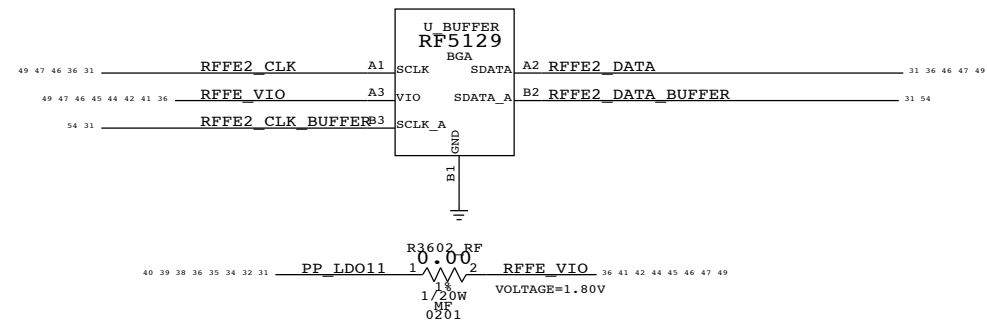 U_BUFFER
RF5129
BGA
49 47 46 36 31 RFFE2_CLK A1 SCLK SDATA A2 RFFE2_DATA 31 36 46 47 49
49 47 46 45 44 42 41 36 RFFE_VIO A3 VIO SDATA_A B2 RFFE2_DATA_BUFFER 31 54
54 31 RFFE2_CLK_BUFFER B3 SCLK_A
GND
B1
R3602_RF
0.00
40 39 38 36 35 34 32 31 PP_LDO11 1 2 RFFE_VIO 36 41 42 44 45 46 47 49
1%
VOLTAGE=1.80V
1/20W
MF
0201